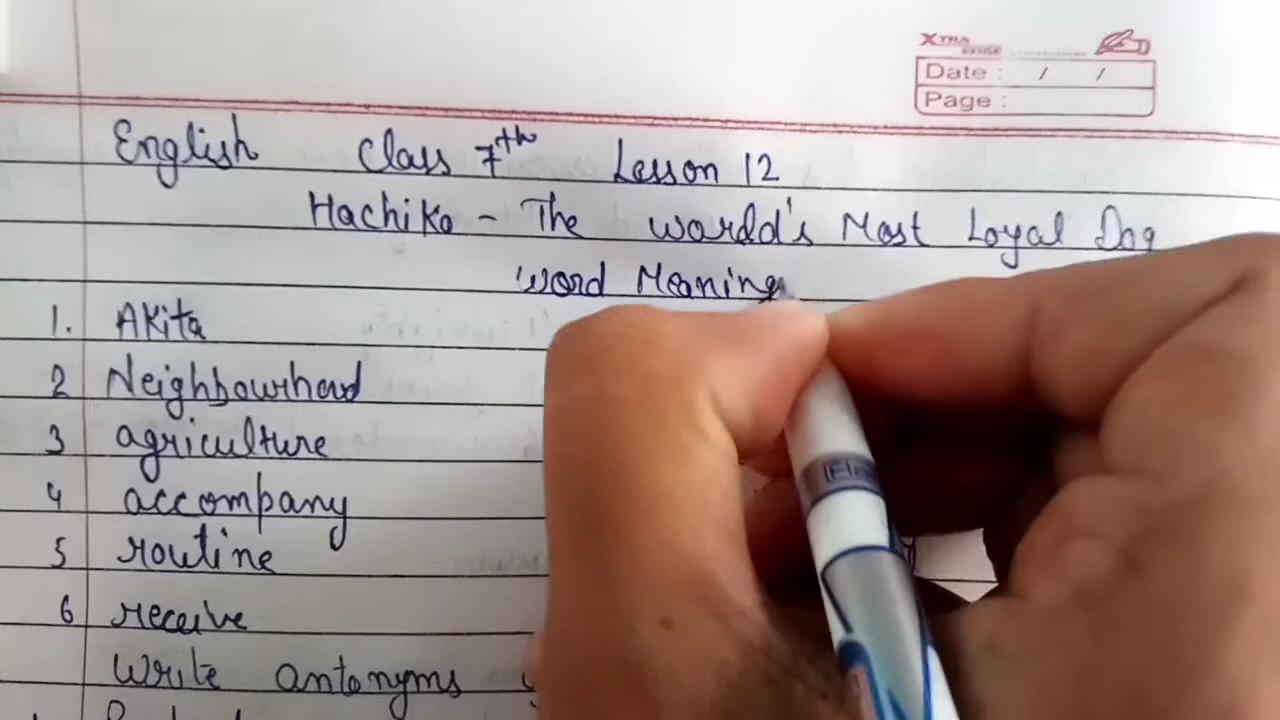 XTRA
Date : / /
Page :
English Class 7th Lesson 12
Hachiko - The World's Most Loyal Dog
Word Meaning
1. Akita
2 Neighbourhood
3 agriculture
4 accompany
5 routine
6 receive
Write antonyms